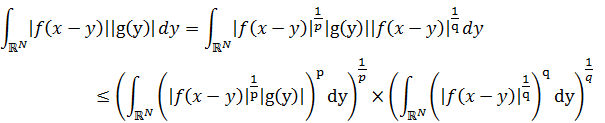 ∫_{ℝ^N} |f(x − y)||g(y)| dy = ∫_{ℝ^N} |f(x − y)|^{1/p} |g(y)||f(x − y)|^{1/q} dy
≤ (∫_{ℝ^N} (|f(x − y)|^{1/p} |g(y)|)^p dy)^{1/p} × (∫_{ℝ^N} (|f(x − y)|^{1/q})^q dy)^{1/q}